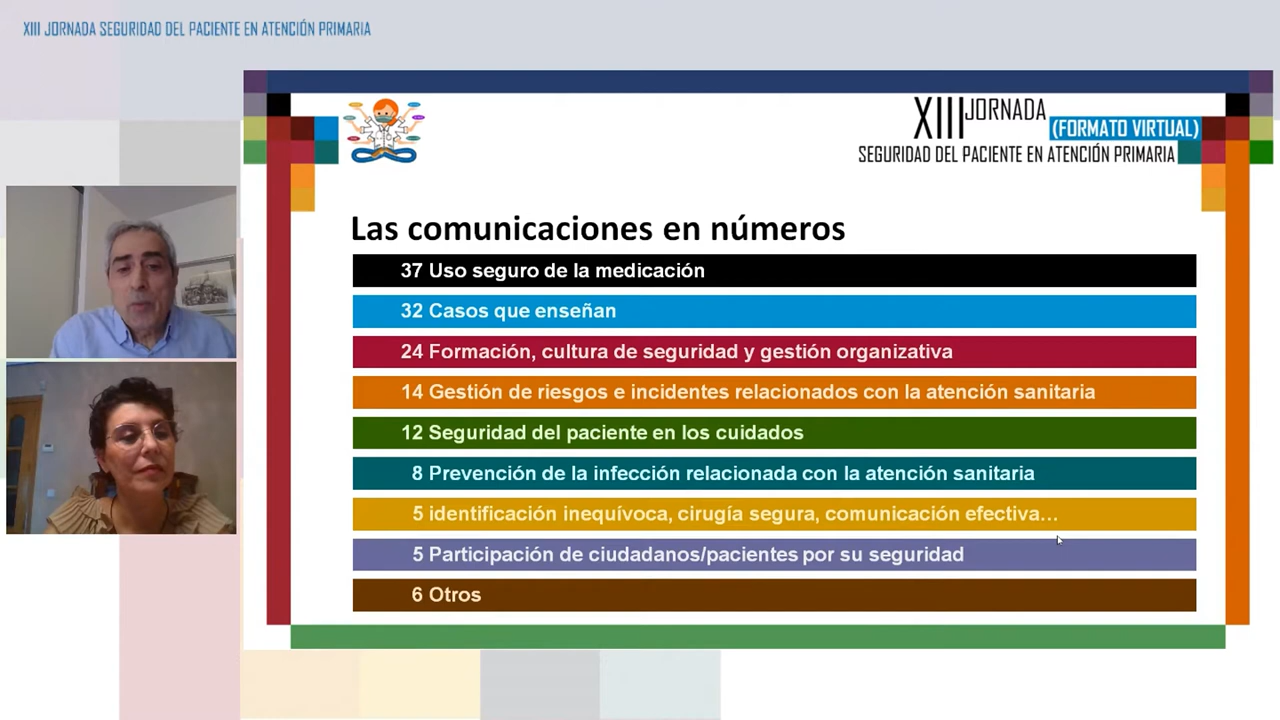 XIII JORNADA SEGURIDAD DEL PACIENTE EN ATENCIÓN PRIMARIA
XIII JORNADA
(FORMATO VIRTUAL)
SEGURIDAD DEL PACIENTE EN ATENCIÓN PRIMARIA
Las comunicaciones en números
37 Uso seguro de la medicación
32 Casos que enseñan
24 Formación, cultura de seguridad y gestión organizativa
14 Gestión de riesgos e incidentes relacionados con la atención sanitaria
12 Seguridad del paciente en los cuidados
8 Prevención de la infección relacionada con la atención sanitaria
5 identificación inequívoca, cirugía segura, comunicación efectiva...
5 Participación de ciudadanos/pacientes por su seguridad
6 Otros